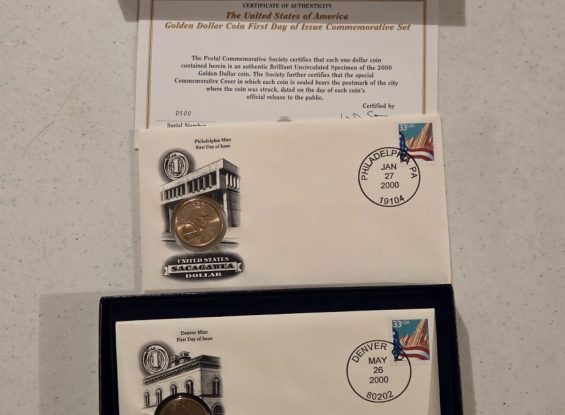 CERTIFICATE OF AUTHENTICITY
The United States of America
Golden Dollar Coin First Day of Issue Commemorative Set
The Postal Commemorative Society certifies that each one-dollar coin
contained herein is an authentic Brilliant Uncirculated Specimen of the 2000
Golden Dollar coin. The Society further certifies that the special
Commemorative Cover in which each coin is sealed bears the postmark of the city
where the coin was struck, dated on the day of each coin's
official release to the public.
Certified by
D500
Serial Number
Philadelphia Mint
First Day of Issue
1
33 USA
PHILADELPHIA PA
JAN
27
2000
19104
UNITED STATES
SACAGAWEA
DOLLAR
Denver Mint
First Day of Issue
1
33 USA
DENVER
MAY
26
2000
80202